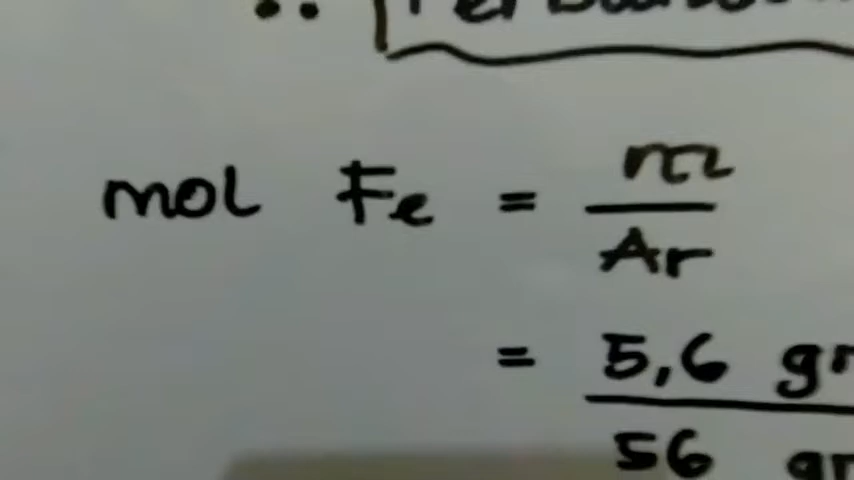 mol Fe = m
Ar
= 5,6
56